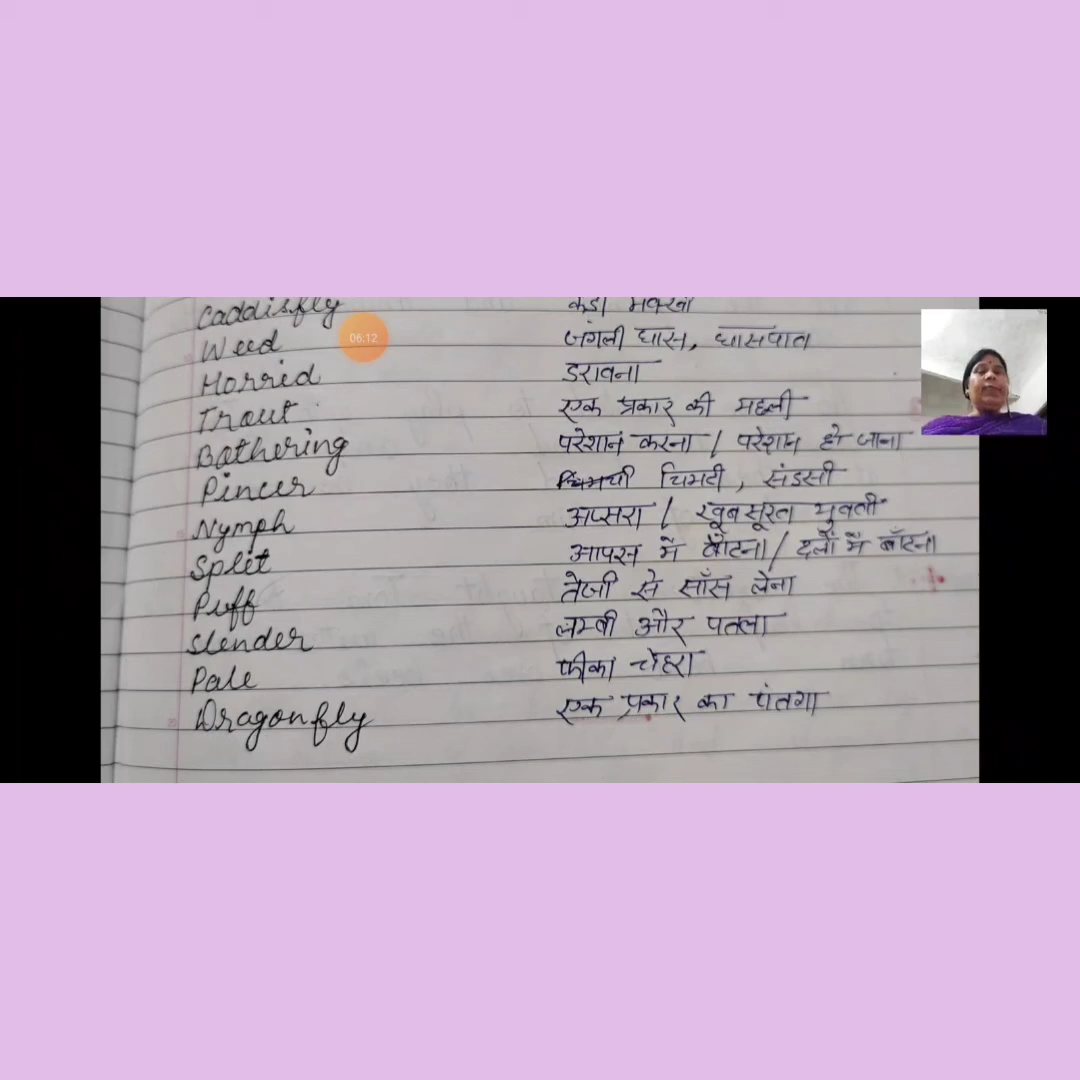 Caddisfly
Weed 06:12 जंगली घास, घासपात
Horrid डरावना
Trout एक प्रकार की मछली
Bothering परेशान करना / परेशान हो जाना
Pincer चिमटी, संडसी
Nymph अप्सरा / खूबसूरत युवती
Split आपस में बाँटना / दलों में बाँटना
Puff तेजी से साँस लेना
Slender लम्बी और पतला
Pale फीका चेहरा
Dragonfly एक प्रकार का पंतगा